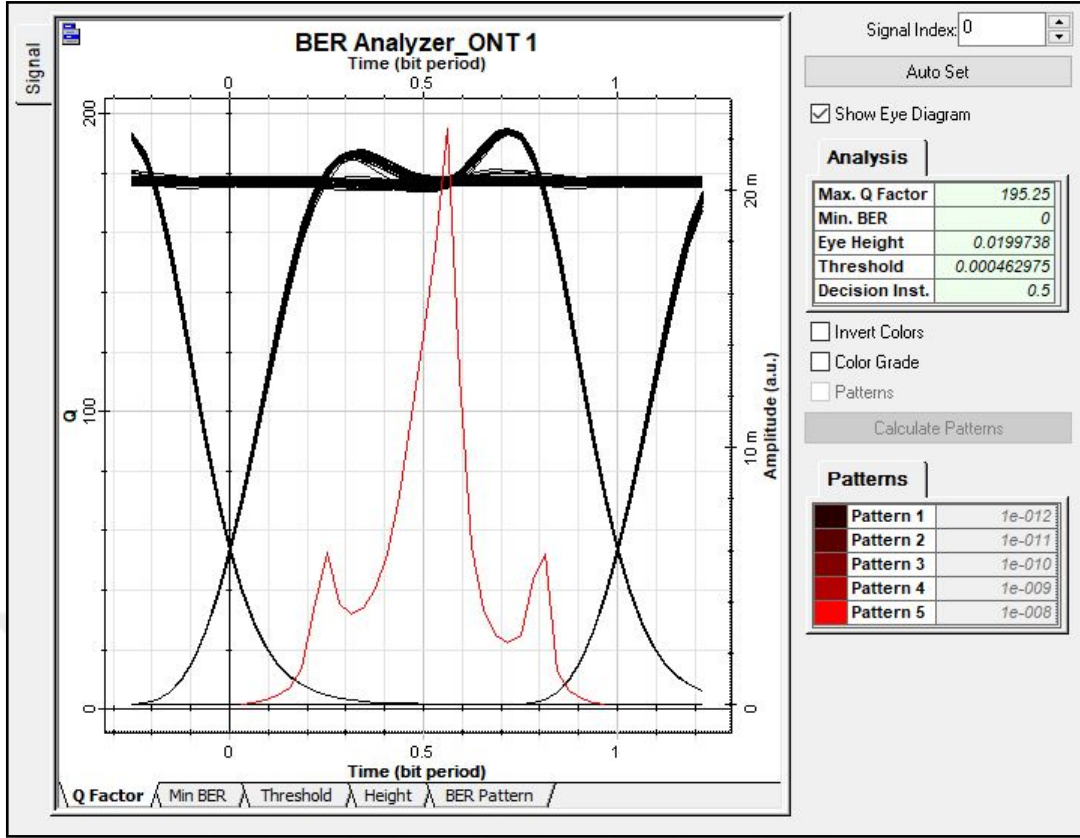 Signal
BER Analyzer_ONT 1
Time (bit period)
0 0.5 1
Q
0 100 200
Amplitude (a.u.)
0 10 m 20 m
0 0.5 1
Time (bit period)
Q Factor Min BER Threshold Height BER Pattern
Signal Index: 0
Auto Set
Show Eye Diagram
Analysis
Max. Q Factor 195.25
Min. BER 0
Eye Height 0.0199738
Threshold 0.000462975
Decision Inst. 0.5
Invert Colors
Color Grade
Patterns
Calculate Patterns
Patterns
Pattern 1 1e-012
Pattern 2 1e-011
Pattern 3 1e-010
Pattern 4 1e-009
Pattern 5 1e-008